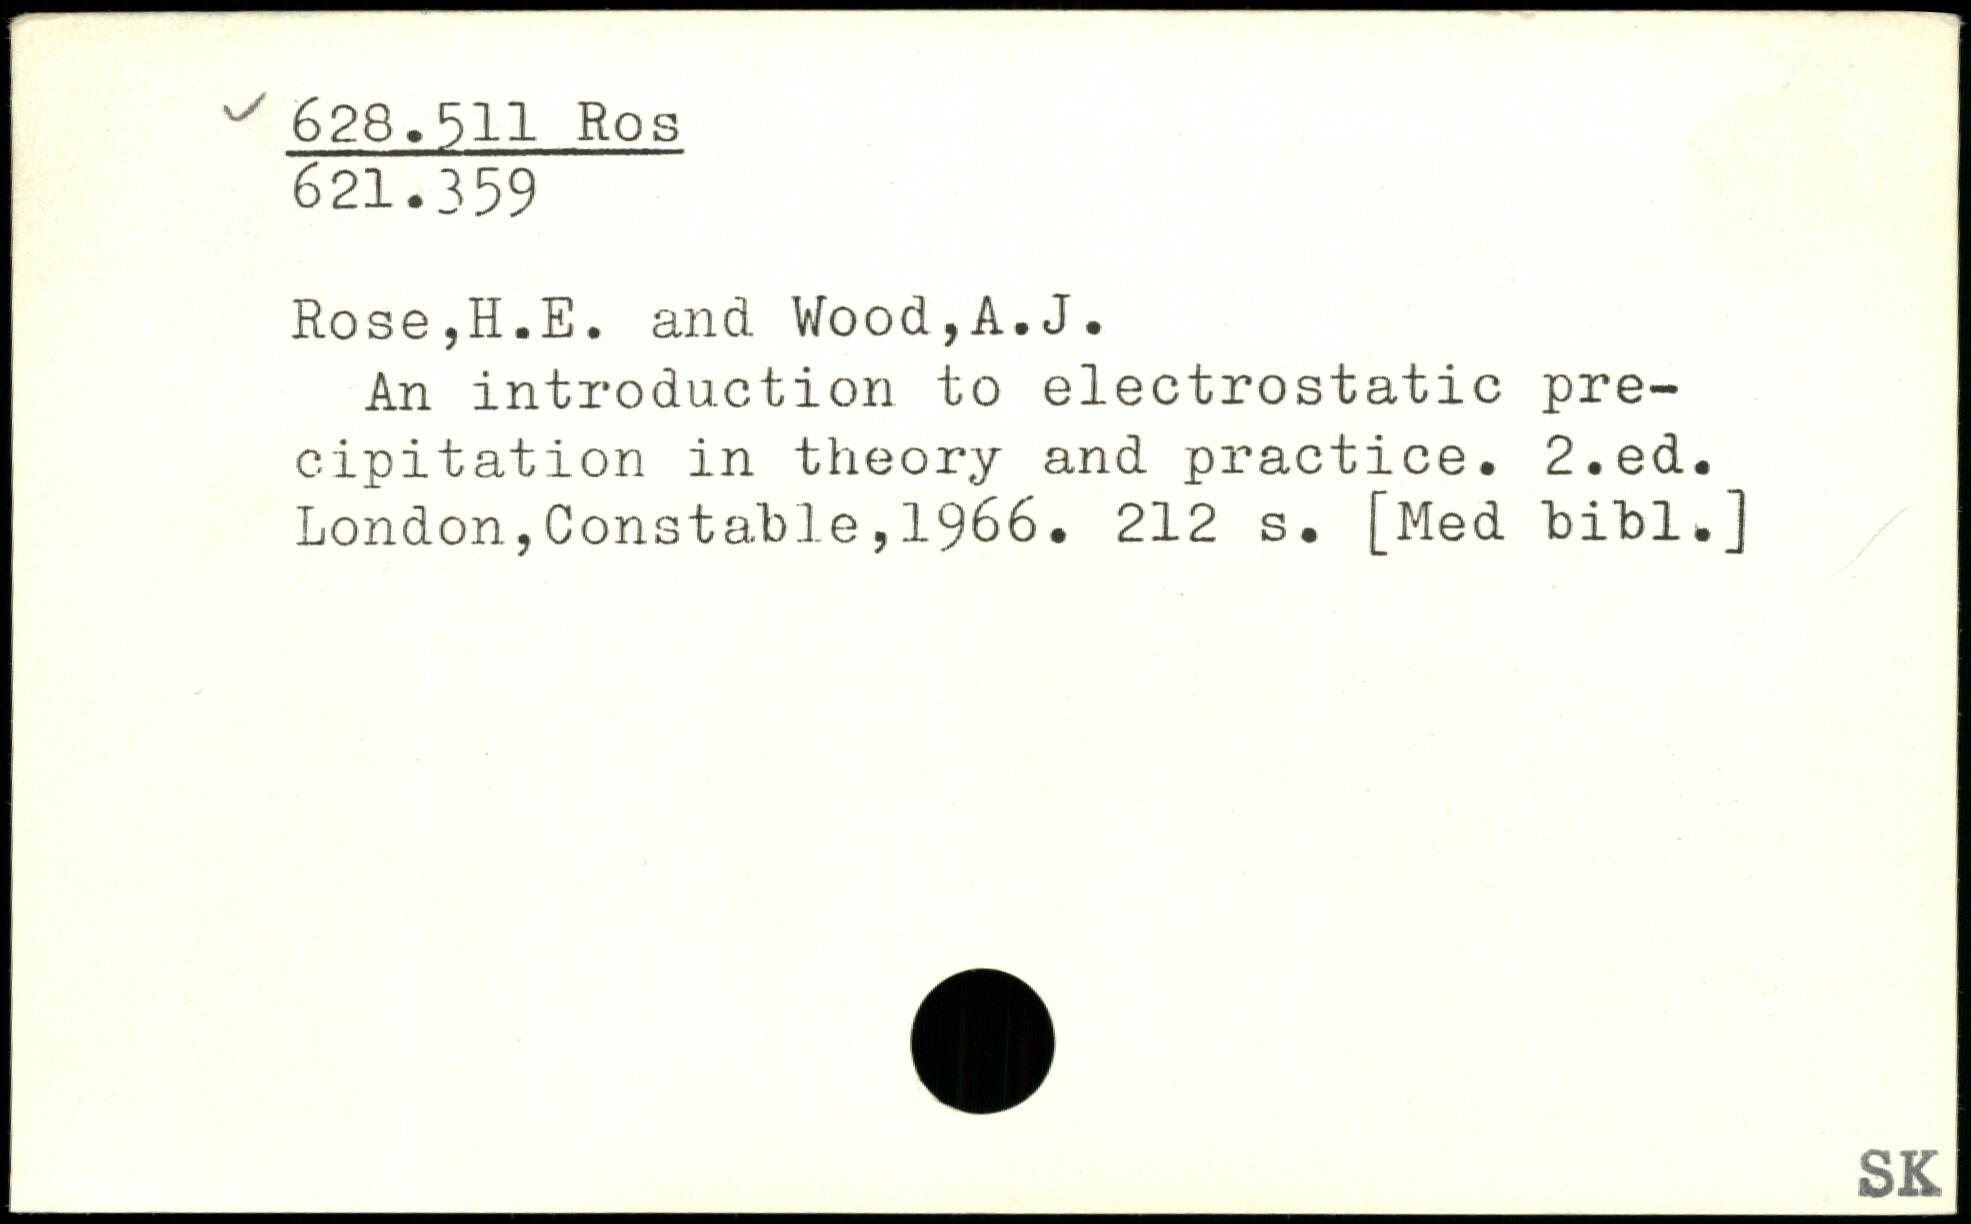 628.511 Ros
621.359
Rose,H.E. and Wood,A.J.
An introduction to electrostatic pre-
cipitation in theory and practice. 2.ed.
London,Constable,1966. 212 s. [Med bibl.]
SK